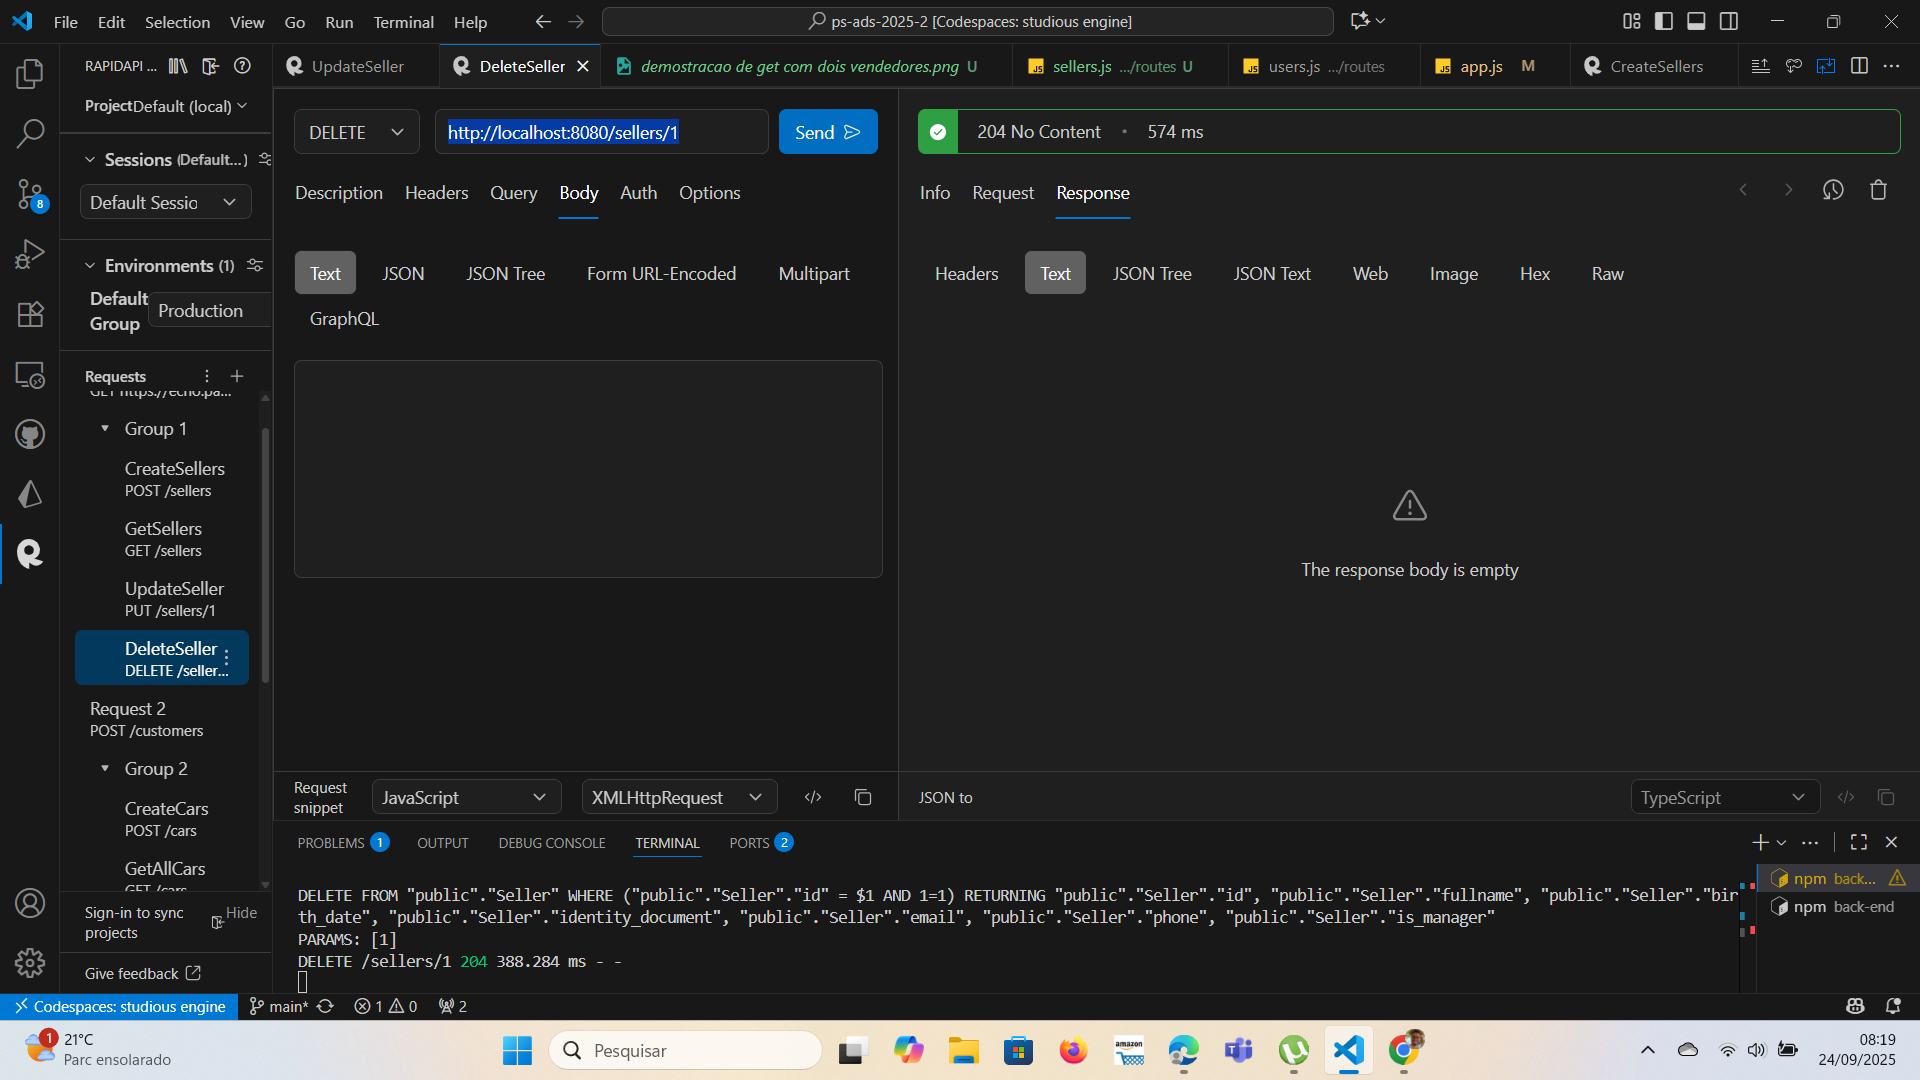 File Edit Selection View Go Run Terminal Help
ps-ads-2025-2 [Codespaces: studious engine]
RAPIDAPI ...
UpdateSeller
DeleteSeller
demostracao de get com dois vendedores.png U
JS sellers.js .../routes U
JS users.js .../routes
JS app.js M
CreateSellers
Project Default (local)
Sessions (Default...)
Default Sessio
Environments (1)
Default Group
Production
Requests
GET https://echo.pa...
Group 1
CreateSellers
POST /sellers
GetSellers
GET /sellers
UpdateSeller
PUT /sellers/1
DeleteSeller
DELETE /seller...
Request 2
POST /customers
Group 2
CreateCars
POST /cars
GetAllCars
GET /cars
Sign-in to sync projects
Hide
Give feedback
8
DELETE
http://localhost:8080/sellers/1
Send
Description Headers Query Body Auth Options
Text JSON JSON Tree Form URL-Encoded Multipart
GraphQL
204 No Content • 574 ms
Info Request Response
Headers Text JSON Tree JSON Text Web Image Hex Raw
The response body is empty
Request snippet
JavaScript
XMLHttpRequest
JSON to
TypeScript
PROBLEMS 1 OUTPUT DEBUG CONSOLE TERMINAL PORTS 2
DELETE FROM "public"."Seller" WHERE ("public"."Seller"."id" = $1 AND 1=1) RETURNING "public"."Seller"."id", "public"."Seller"."fullname", "public"."Seller"."bir
th_date", "public"."Seller"."identity_document", "public"."Seller"."email", "public"."Seller"."phone", "public"."Seller"."is_manager"
PARAMS: [1]
DELETE /sellers/1 204 388.284 ms - -
npm back...
npm back-end
Codespaces: studious engine
main*
1 0
2
1
21°C
Parc ensolarado
Pesquisar
amazon
08:19
24/09/2025